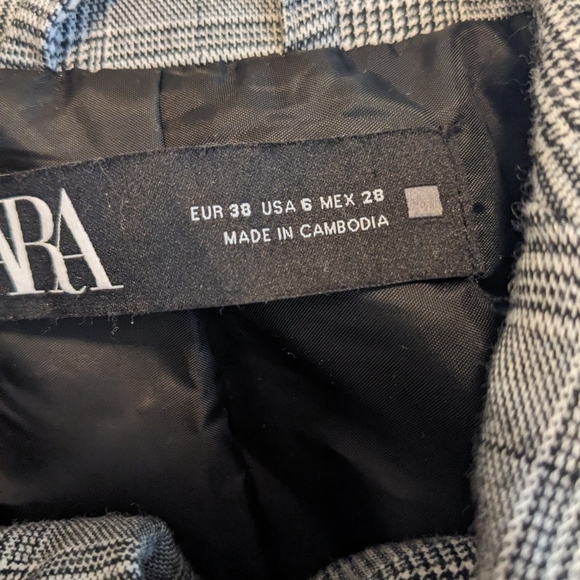 ARA
EUR 38 USA 6 MEX 28
MADE IN CAMBODIA